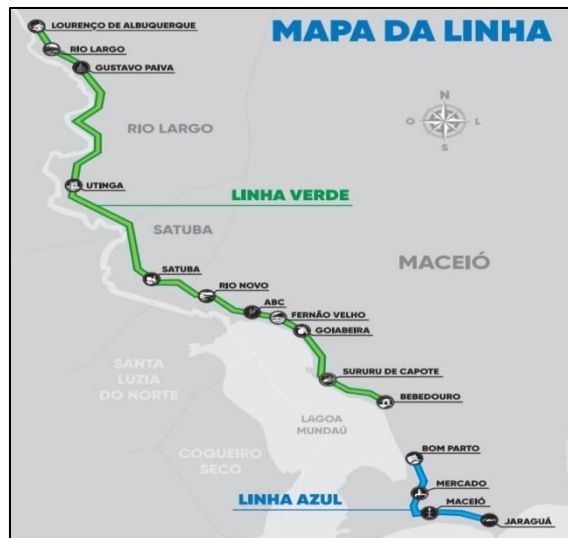 LOURENÇO DE ALBUQUERQUE
MAPA DA LINHA
RIO LARGO
GUSTAVO PAIVA
N
O
L
S
RIO LARGO
UTINGA
LINHA VERDE
SATUBA
MACEIÓ
SATUBA
RIO NOVO
ABC
FERNÃO VELHO
GOIABEIRA
SANTA
LUZIA
DO NORTE
SURURU DE CAPOTE
BEBEDOURO
LAGOA
MUNDAÚ
COQUEIRO
SECO
BOM PARTO
MERCADO
LINHA AZUL
MACEIÓ
JARAGUÁ